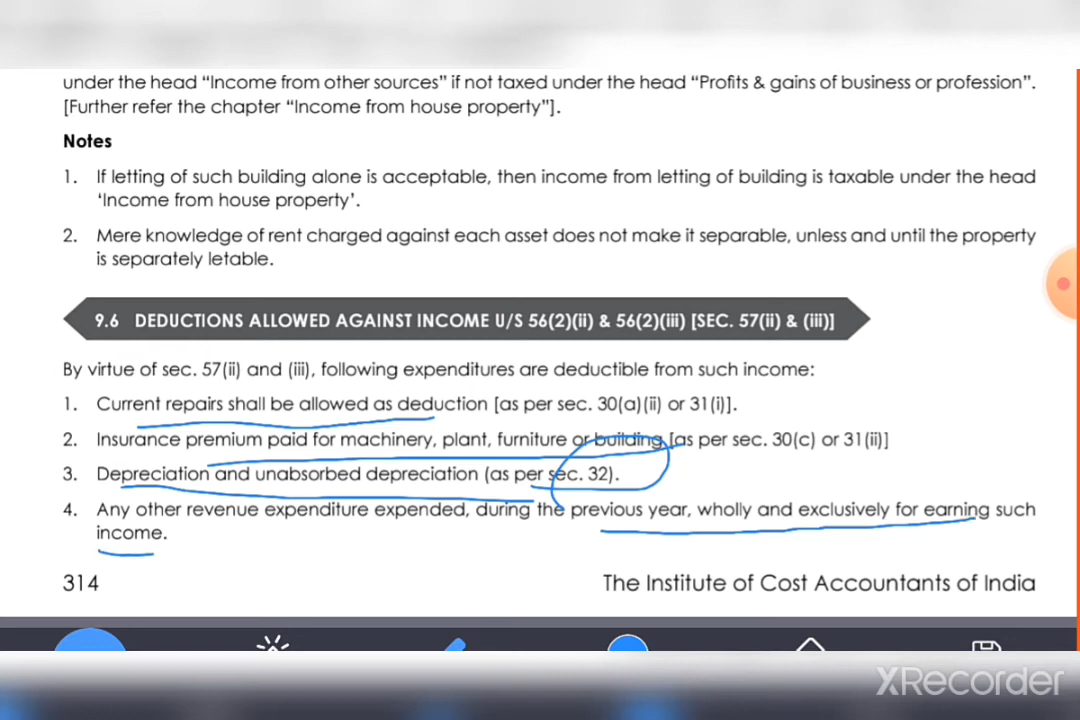 under the head “Income from other sources” if not taxed under the head “Profits & gains of business or profession”.
[Further refer the chapter “Income from house property”].
Notes
1. If letting of such building alone is acceptable, then income from letting of building is taxable under the head
‘Income from house property’.
2. Mere knowledge of rent charged against each asset does not make it separable, unless and until the property
is separately letable.
9.6 DEDUCTIONS ALLOWED AGAINST INCOME U/S 56(2)(ii) & 56(2)(iii) [SEC. 57(ii) & (iii)]
By virtue of sec. 57(ii) and (iii), following expenditures are deductible from such income:
1. Current repairs shall be allowed as deduction [as per sec. 30(a)(ii) or 31(i)].
2. Insurance premium paid for machinery, plant, furniture or building [as per sec. 30(c) or 31(ii)]
3. Depreciation and unabsorbed depreciation (as per sec. 32).
4. Any other revenue expenditure expended, during the previous year, wholly and exclusively for earning such
income.
314 The Institute of Cost Accountants of India
XRecorder